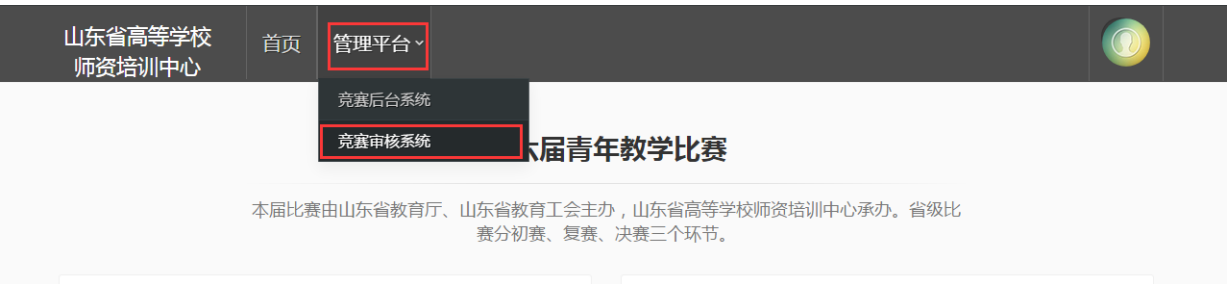 山东省高等学校
师资培训中心
首页
管理平台
竞赛后台系统
竞赛审核系统
届青年教学比赛
本届比赛由山东省教育厅、山东省教育工会主办，山东省高等学校师资培训中心承办。省级比
赛分初赛、复赛、决赛三个环节。